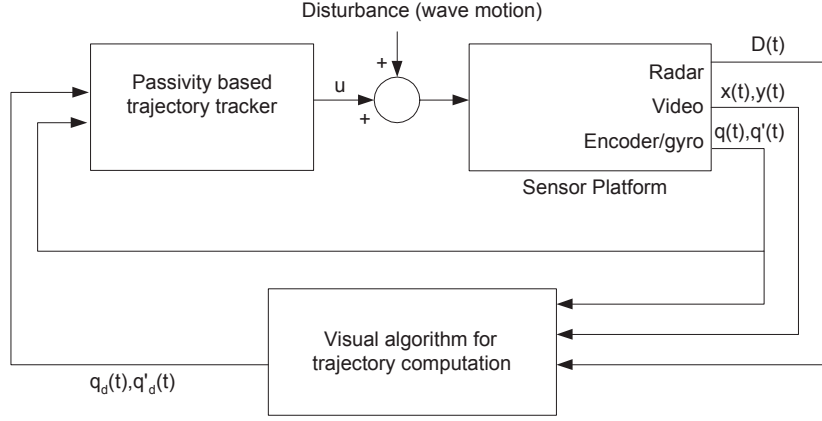 Disturbance (wave motion)
Passivity based
trajectory tracker
u
+
+
Radar
Video
Encoder/gyro
Sensor Platform
D(t)
x(t),y(t)
q(t),q'(t)
Visual algorithm for
trajectory computation
q_d(t),q'_d(t)